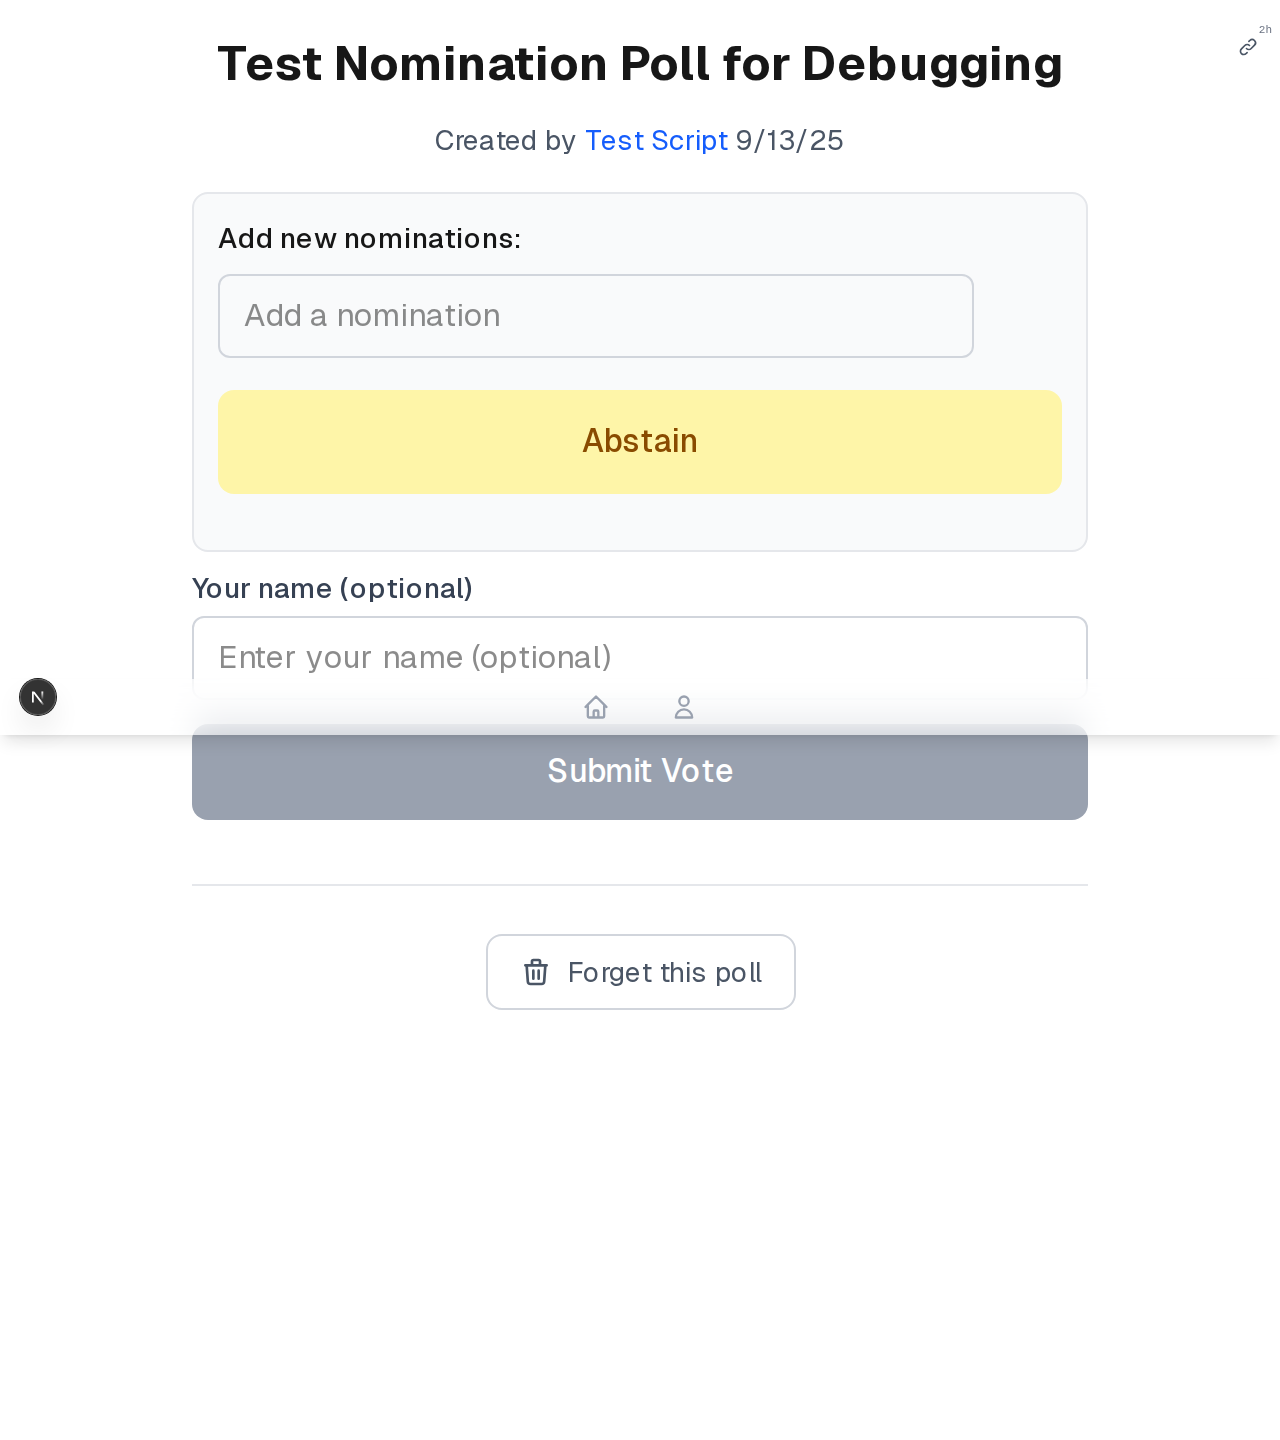 Test Nomination Poll for Debugging
2h
Created by Test Script 9/13/25
Add new nominations:
Add a nomination
Abstain
Your name (optional)
Enter your name (optional)
N
Submit Vote
Forget this poll